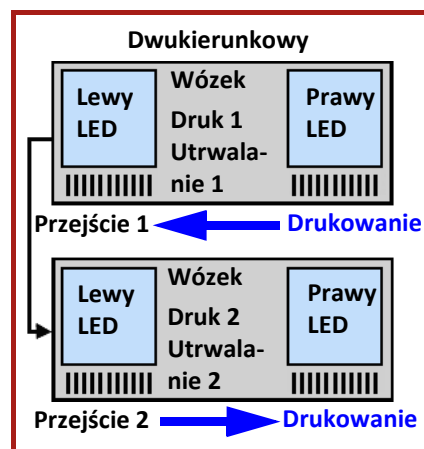 Dwukierunkowy
Lewy
LED
Wózek
Druk 1
Utrwala-
nie 1
Prawy
LED
Przejście 1
Drukowanie
Lewy
LED
Wózek
Druk 2
Utrwala-
nie 2
Prawy
LED
Przejście 2
Drukowanie